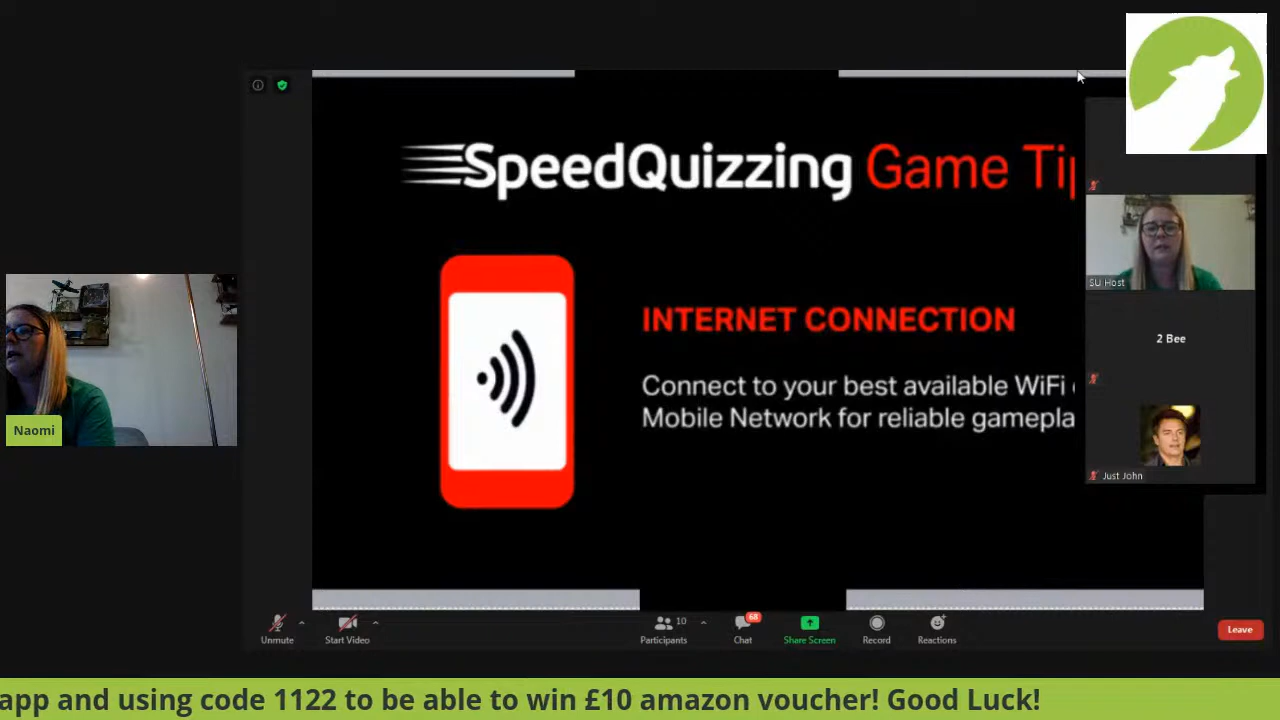 SpeedQuizzing Game Tip
INTERNET CONNECTION
Connect to your best available WiFi
Mobile Network for reliable gamepla
SU Host
2 Bee
Just John
Naomi
Unmute
Start Video
10
Participants
68
Chat
Share Screen
Record
Reactions
Leave
app and using code 1122 to be able to win £10 amazon voucher! Good Luck!